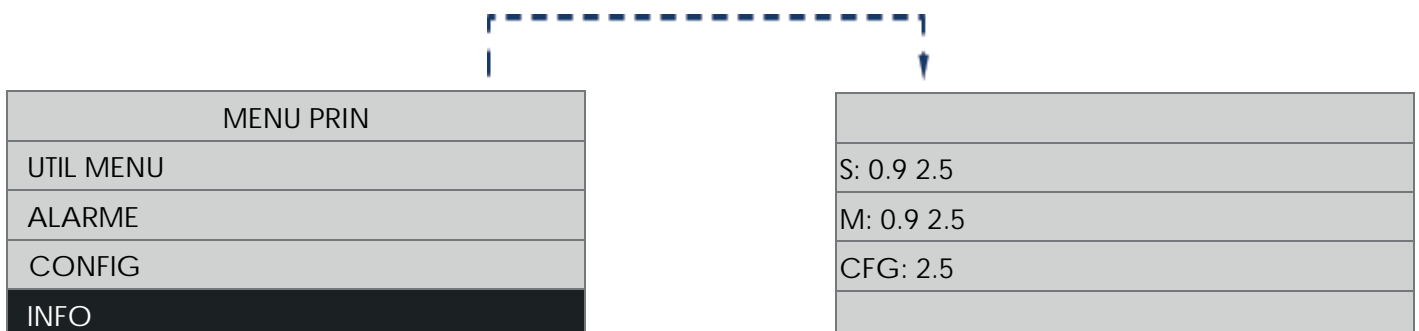 MENU PRIN
UTIL MENU
ALARME
CONFIG
INFO
S: 0.9 2.5
M: 0.9 2.5
CFG: 2.5